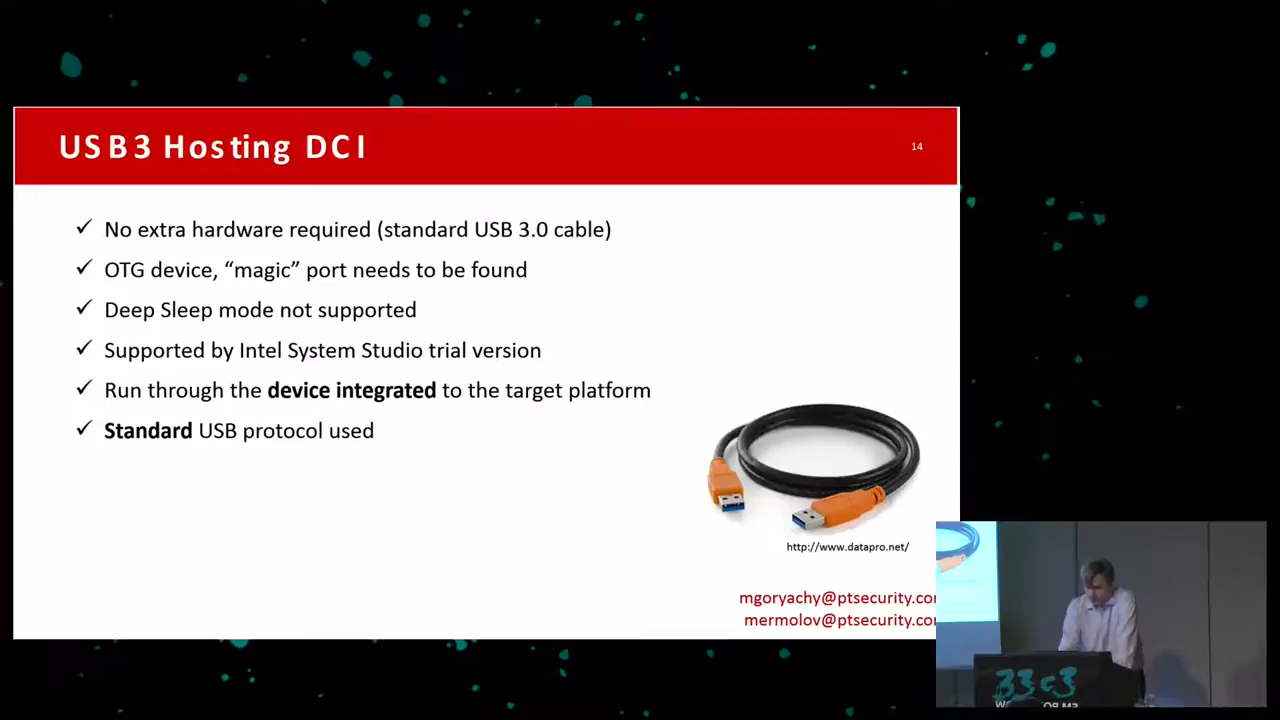 USB3 Hosting DCI
14
✓ No extra hardware required (standard USB 3.0 cable)
✓ OTG device, “magic” port needs to be found
✓ Deep Sleep mode not supported
✓ Supported by Intel System Studio trial version
✓ Run through the device integrated to the target platform
✓ Standard USB protocol used
http://www.datapro.net/
mgoryachy@ptsecurity.co
mermolov@ptsecurity.co
33c3